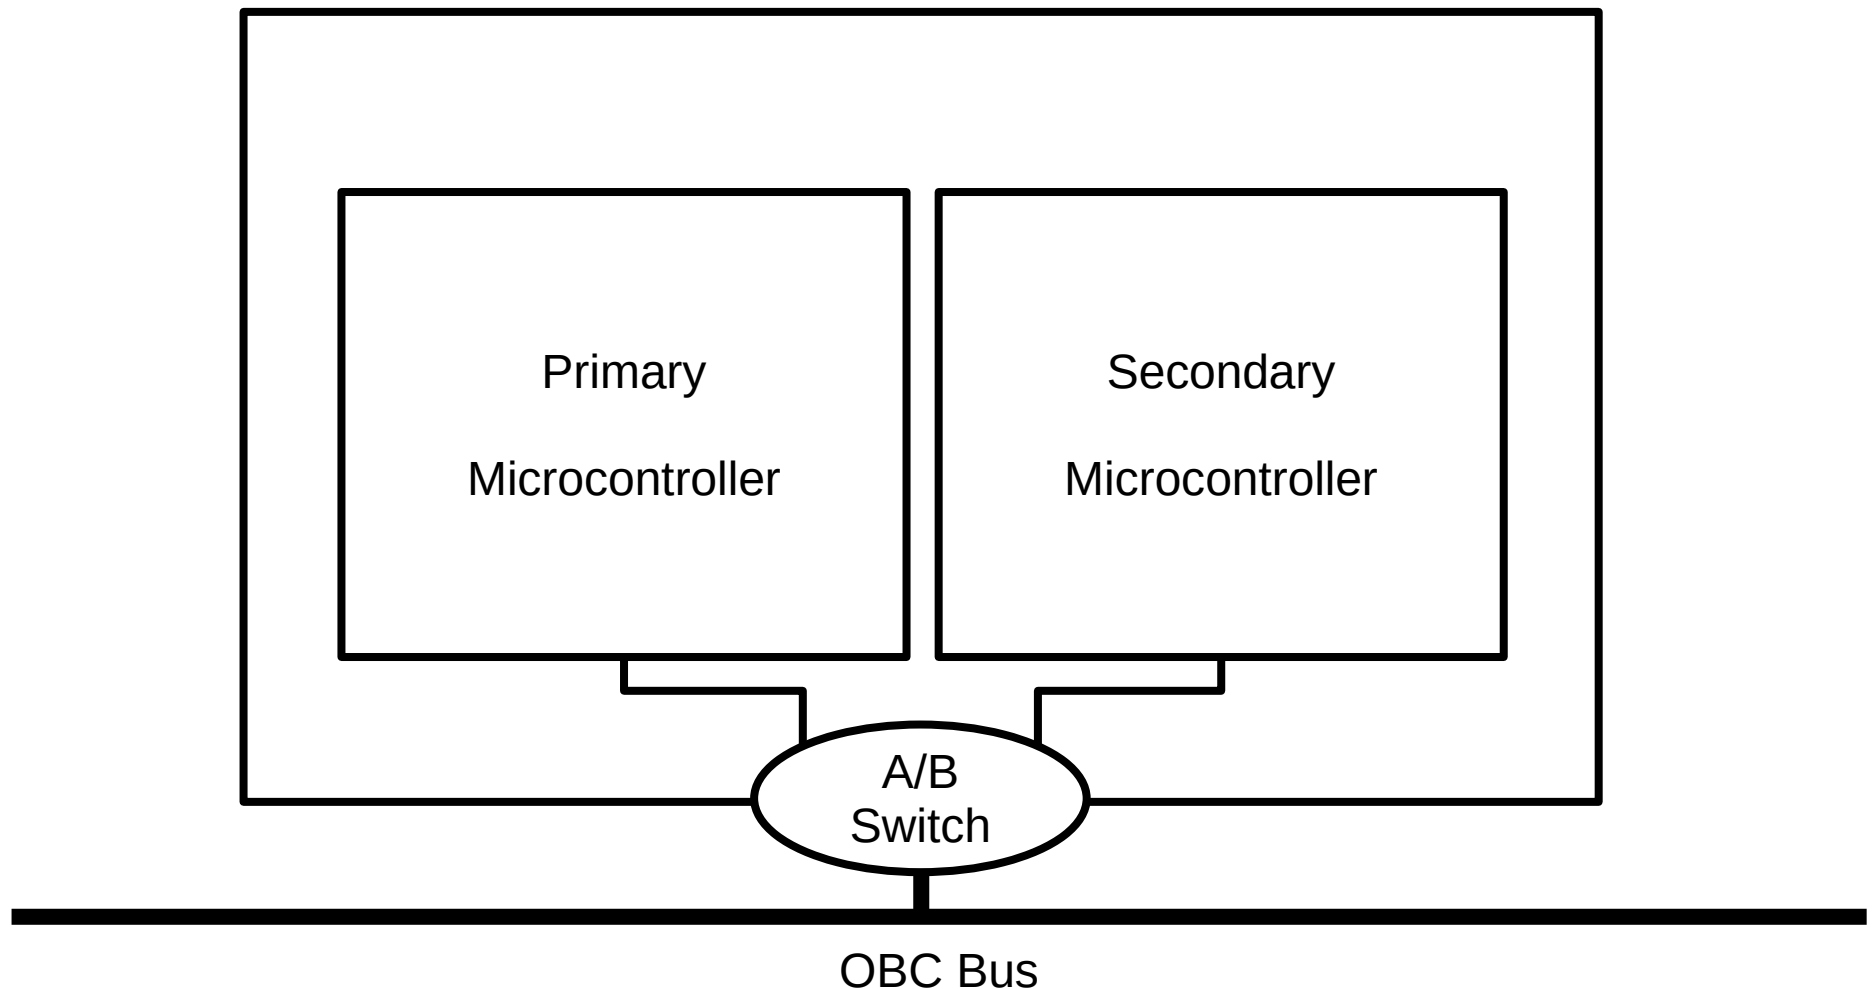 Primary
Microcontroller
Secondary
Microcontroller
A/B
Switch
OBC Bus